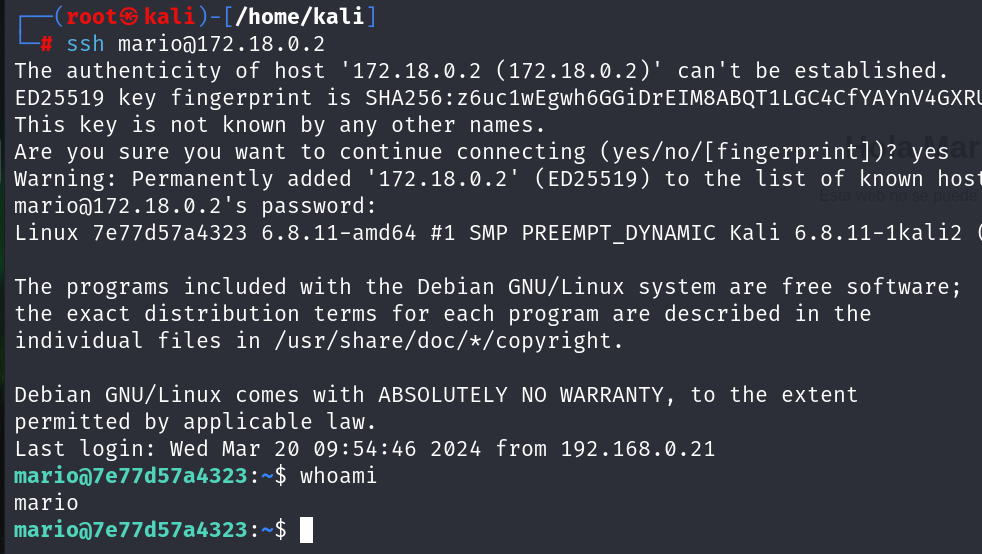 ┌──(root㉿kali)-[/home/kali]
└─# ssh mario@172.18.0.2
The authenticity of host '172.18.0.2 (172.18.0.2)' can't be established.
ED25519 key fingerprint is SHA256:z6uc1wEgwh6GGiDrEIM8ABQT1LGC4CfYAYnV4GXRU
This key is not known by any other names.
Are you sure you want to continue connecting (yes/no/[fingerprint])? yes
Warning: Permanently added '172.18.0.2' (ED25519) to the list of known host
Esta web no se puede
mario@172.18.0.2's password:
Linux 7e77d57a4323 6.8.11-amd64 #1 SMP PREEMPT_DYNAMIC Kali 6.8.11-1kali2 (
The programs included with the Debian GNU/Linux system are free software;
the exact distribution terms for each program are described in the
individual files in /usr/share/doc/*/copyright.
Debian GNU/Linux comes with ABSOLUTELY NO WARRANTY, to the extent
permitted by applicable law.
Last login: Wed Mar 20 09:54:46 2024 from 192.168.0.21
mario@7e77d57a4323:~$ whoami
mario
mario@7e77d57a4323:~$